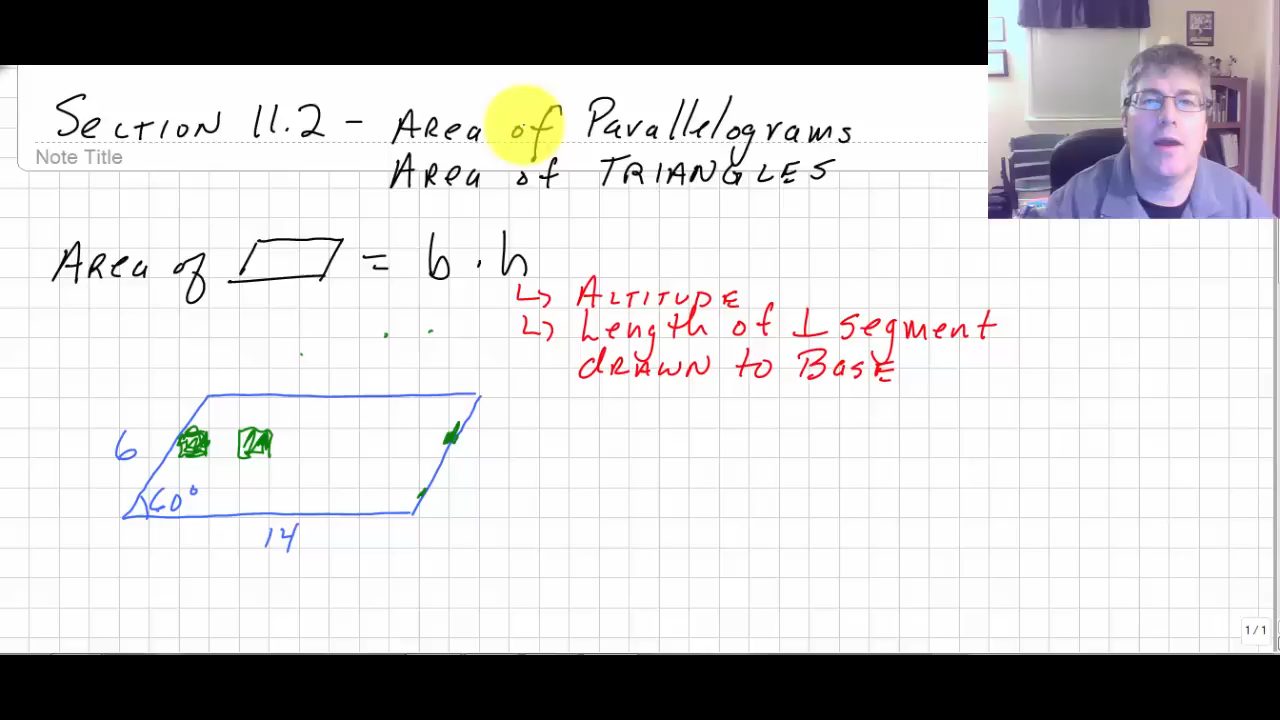 SECTION 11.2 - AREA of Parallelograms
Note Title
AREA of TRIANGLES
AREA of = b · h
↳ ALTITUDE
↳ Length of ⊥ segment
drawn to Base
6
60°
14
1/1